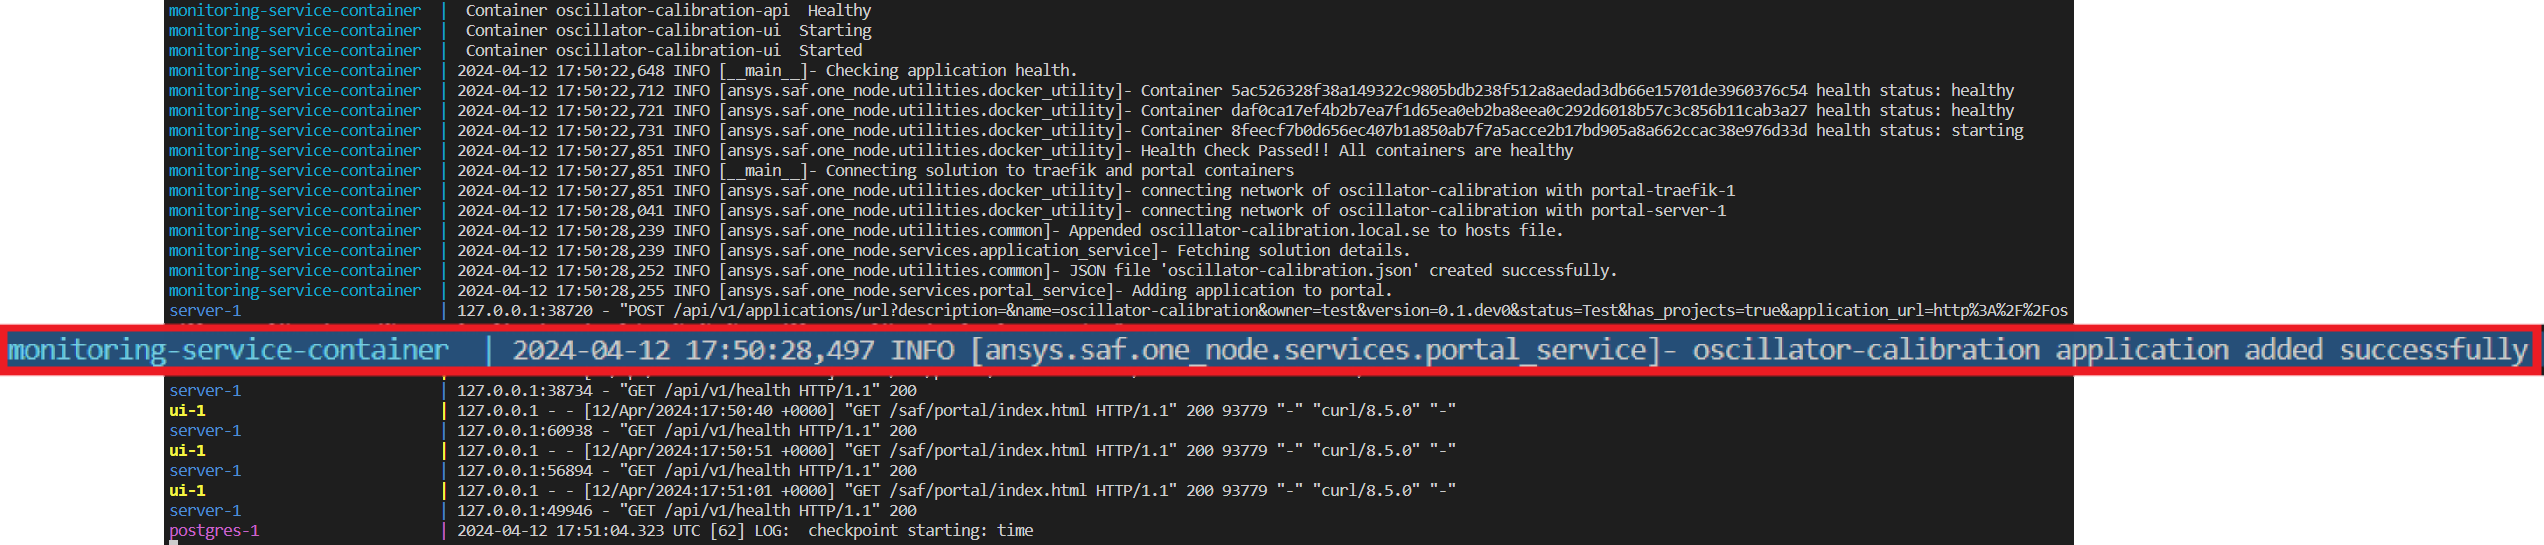 monitoring-service-container  |  Container oscillator-calibration-api  Healthy
monitoring-service-container  |  Container oscillator-calibration-ui  Starting
monitoring-service-container  |  Container oscillator-calibration-ui  Started
monitoring-service-container  | 2024-04-12 17:50:22,648 INFO [__main__]- Checking application health.
monitoring-service-container  | 2024-04-12 17:50:22,712 INFO [ansys.saf.one_node.utilities.docker_utility]- Container 5ac526328f38a149322c9805bdb238f512a8aedad3db66e15701de3960376c54 health status: healthy
monitoring-service-container  | 2024-04-12 17:50:22,721 INFO [ansys.saf.one_node.utilities.docker_utility]- Container daf0ca17ef4b2b7ea7f1d65ea0eb2ba8eea0c292d6018b57c3c856b11cab3a27 health status: healthy
monitoring-service-container  | 2024-04-12 17:50:22,731 INFO [ansys.saf.one_node.utilities.docker_utility]- Container 8feecf7b0d656ec407b1a850ab7f7a5acce2b17bd905a8a662ccac38e976d33d health status: starting
monitoring-service-container  | 2024-04-12 17:50:27,851 INFO [ansys.saf.one_node.utilities.docker_utility]- Health Check Passed!! All containers are healthy
monitoring-service-container  | 2024-04-12 17:50:27,851 INFO [__main__]- Connecting solution to traefik and portal containers
monitoring-service-container  | 2024-04-12 17:50:27,851 INFO [ansys.saf.one_node.utilities.docker_utility]- connecting network of oscillator-calibration with portal-traefik-1
monitoring-service-container  | 2024-04-12 17:50:28,041 INFO [ansys.saf.one_node.utilities.docker_utility]- connecting network of oscillator-calibration with portal-server-1
monitoring-service-container  | 2024-04-12 17:50:28,239 INFO [ansys.saf.one_node.utilities.common]- Appended oscillator-calibration.local.se to hosts file.
monitoring-service-container  | 2024-04-12 17:50:28,239 INFO [ansys.saf.one_node.services.application_service]- Fetching solution details.
monitoring-service-container  | 2024-04-12 17:50:28,252 INFO [ansys.saf.one_node.utilities.common]- JSON file 'oscillator-calibration.json' created successfully.
monitoring-service-container  | 2024-04-12 17:50:28,255 INFO [ansys.saf.one_node.services.portal_service]- Adding application to portal.
server-1                      | 127.0.0.1:38720 - "POST /api/v1/applications/url?description=&name=oscillator-calibration&owner=test&version=0.1.dev0&status=Test&has_projects=true&application_url=http%3A%2F%2Fos
monitoring-service-container  | 2024-04-12 17:50:28,497 INFO [ansys.saf.one_node.services.portal_service]- oscillator-calibration application added successfully
server-1                      | 127.0.0.1:38734 - "GET /api/v1/health HTTP/1.1" 200
ui-1                          | 127.0.0.1 - - [12/Apr/2024:17:50:40 +0000] "GET /saf/portal/index.html HTTP/1.1" 200 93779 "-" "curl/8.5.0" "-"
server-1                      | 127.0.0.1:60938 - "GET /api/v1/health HTTP/1.1" 200
ui-1                          | 127.0.0.1 - - [12/Apr/2024:17:50:51 +0000] "GET /saf/portal/index.html HTTP/1.1" 200 93779 "-" "curl/8.5.0" "-"
server-1                      | 127.0.0.1:56894 - "GET /api/v1/health HTTP/1.1" 200
ui-1                          | 127.0.0.1 - - [12/Apr/2024:17:51:01 +0000] "GET /saf/portal/index.html HTTP/1.1" 200 93779 "-" "curl/8.5.0" "-"
server-1                      | 127.0.0.1:49946 - "GET /api/v1/health HTTP/1.1" 200
postgres-1                    | 2024-04-12 17:51:04.323 UTC [62] LOG:  checkpoint starting: time